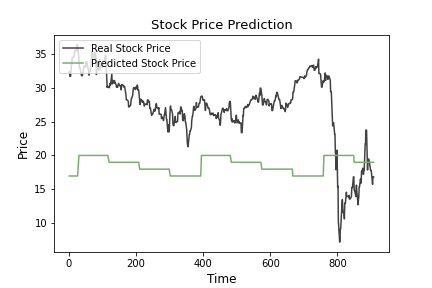 Stock Price Prediction
Real Stock Price
Predicted Stock Price
Price
35
30
25
20
15
10
0 200 400 600 800
Time